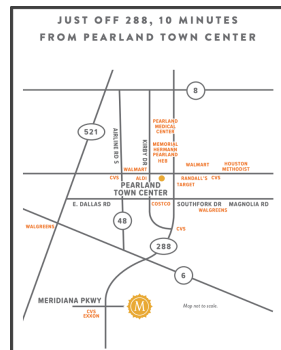 JUST OFF 288, 10 MINUTES
FROM PEARLAND TOWN CENTER
8
521
AIRLINE RD S
KIRBY DR
PEARLAND
MEDICAL
CENTER
MEMORIAL
HERMANN
PEARLAND
HEB
WALMART
WALMART
HOUSTON
METHODIST
CVS
ALDI
RANDALL'S
CVS
TARGET
PEARLAND
TOWN CENTER
E. DALLAS RD
COSTCO
SOUTHFORK DR
MAGNOLIA RD
WALGREENS
48
WALGREENS
CVS
288
6
MERIDIANA PKWY
M
Map not to scale.
CVS
EXXON